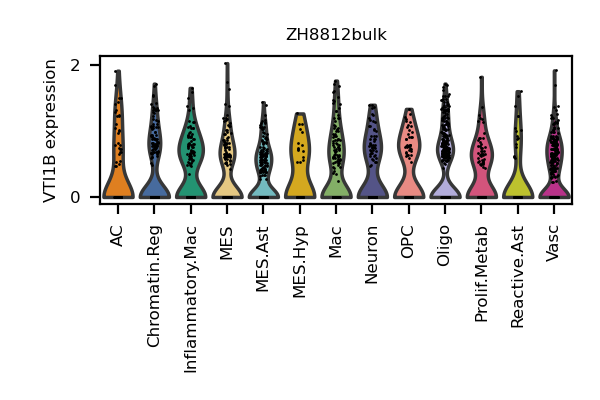 ZH8812bulk
VTI1B expression
2
0
AC
Chromatin.Reg
Inflammatory.Mac
MES
MES.Ast
MES.Hyp
Mac
Neuron
OPC
Oligo
Prolif.Metab
Reactive.Ast
Vasc